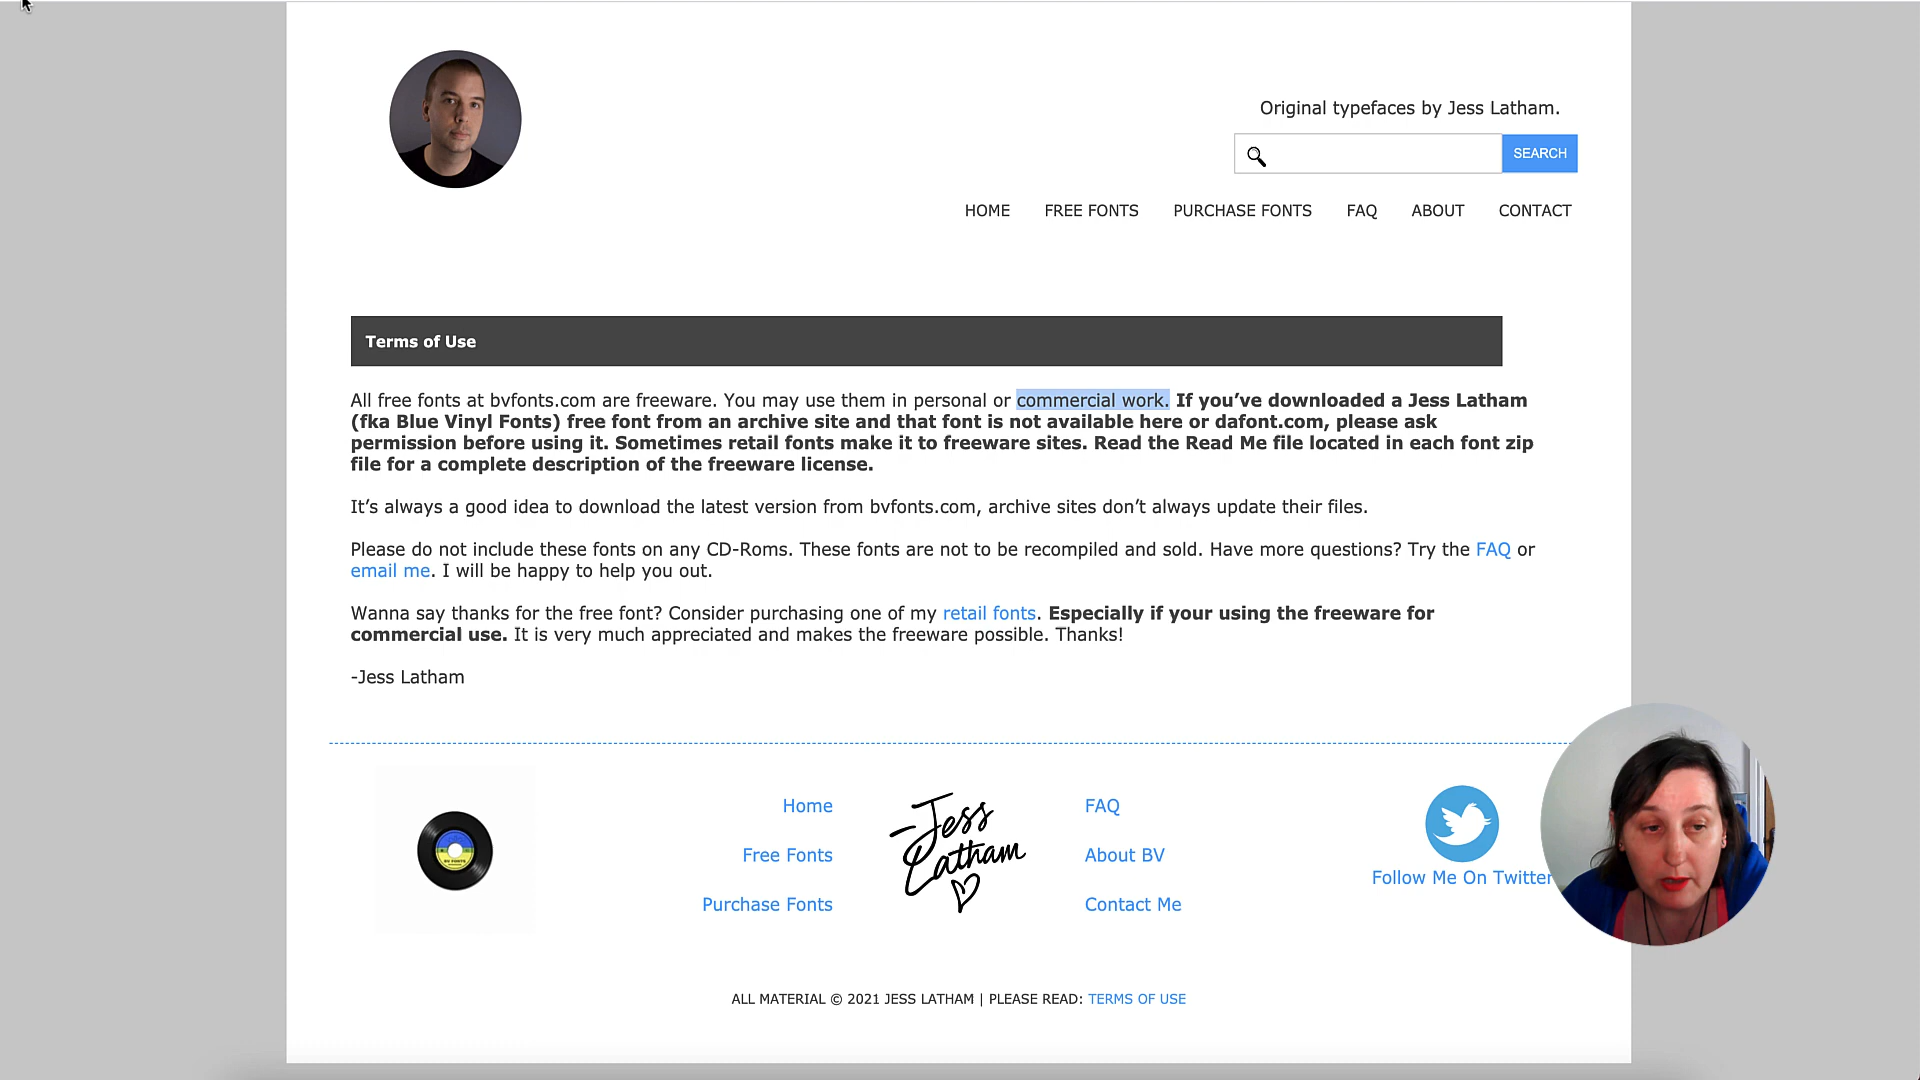 Original typefaces by Jess Latham.
SEARCH
HOME FREE FONTS PURCHASE FONTS FAQ ABOUT CONTACT
Terms of Use
All free fonts at bvfonts.com are freeware. You may use them in personal or commercial work. If you’ve downloaded a Jess Latham
(fka Blue Vinyl Fonts) free font from an archive site and that font is not available here or dafont.com, please ask
permission before using it. Sometimes retail fonts make it to freeware sites. Read the Read Me file located in each font zip
file for a complete description of the freeware license.
It’s always a good idea to download the latest version from bvfonts.com, archive sites don’t always update their files.
Please do not include these fonts on any CD-Roms. These fonts are not to be recompiled and sold. Have more questions? Try the FAQ or
email me. I will be happy to help you out.
Wanna say thanks for the free font? Consider purchasing one of my retail fonts. Especially if your using the freeware for
commercial use. It is very much appreciated and makes the freeware possible. Thanks!
-Jess Latham
Home
Free Fonts
Purchase Fonts
-Jess
Latham
FAQ
About BV
Contact Me
Follow Me On Twitter
ALL MATERIAL © 2021 JESS LATHAM | PLEASE READ: TERMS OF USE